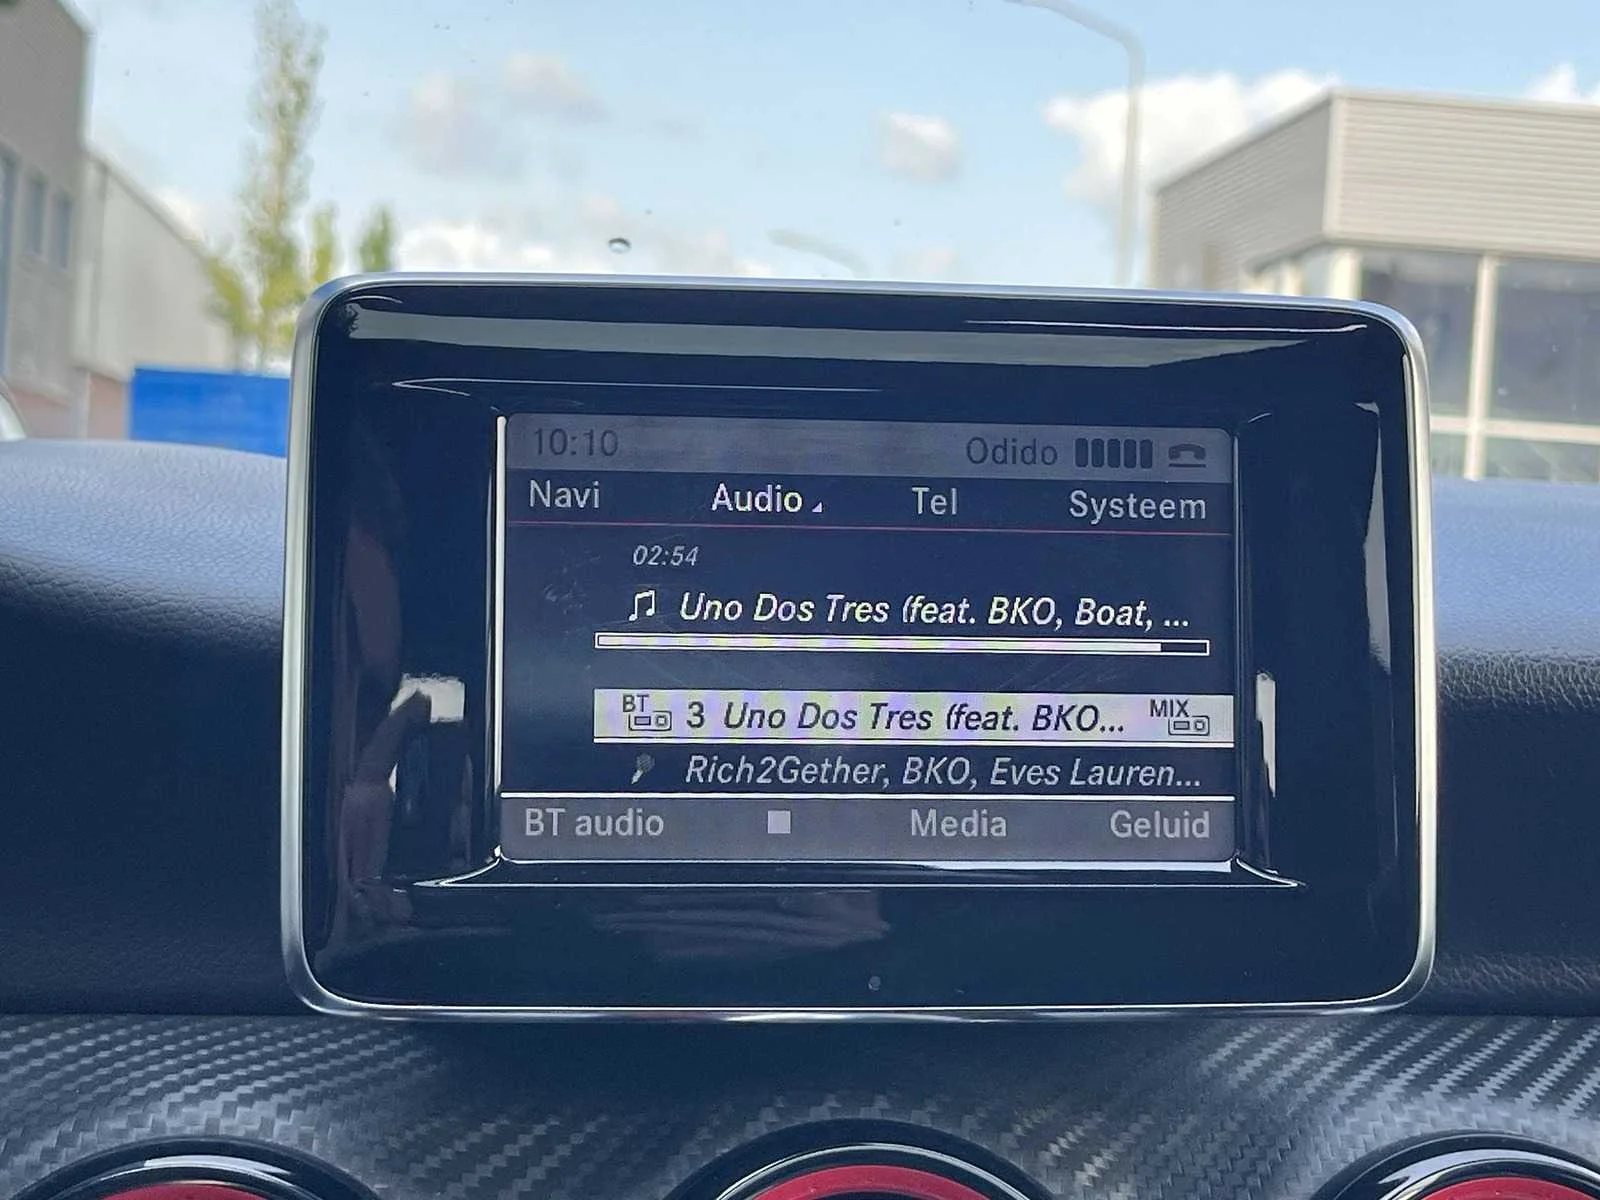 10:10 Odido
Navi Audio Tel Systeem
02:54
Uno Dos Tres (feat. BKO, Boat, ...
BT 3 Uno Dos Tres (feat. BKO... MIX
Rich2Gether, BKO, Eves Lauren...
BT audio Media Geluid